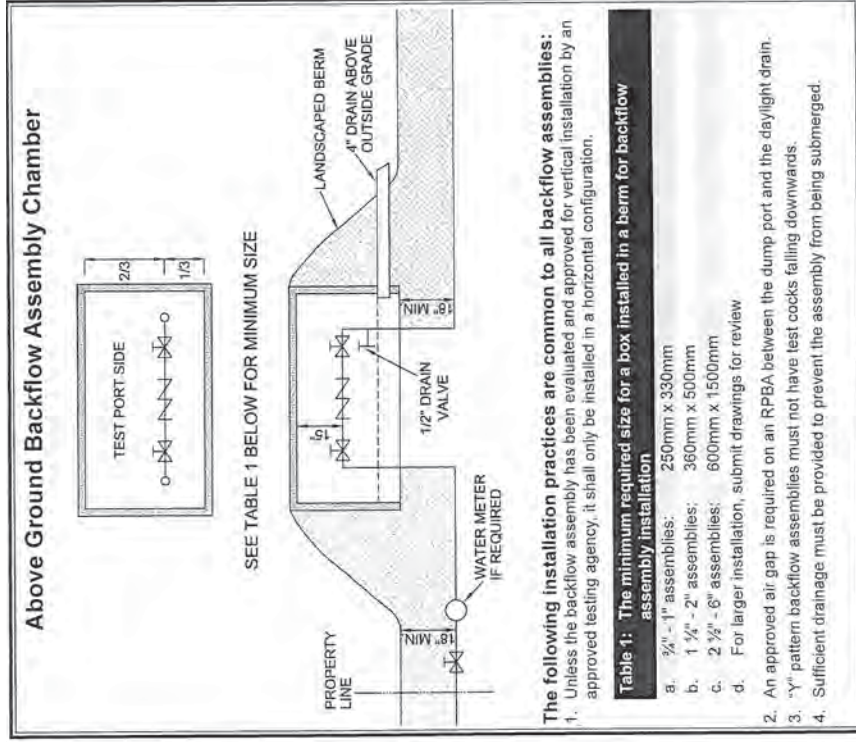 Above Ground Backflow Assembly Chamber
TEST PORT SIDE
2/3
1/3
SEE TABLE 1 BELOW FOR MINIMUM SIZE
PROPERTY
LINE
LANDSCAPED BERM
4" DRAIN ABOVE
OUTSIDE GRADE
15"
18" MIN
18" MIN
1/2" DRAIN
VALVE
WATER METER
IF REQUIRED
The following installation practices are common to all backflow assemblies:
1. Unless the backflow assembly has been evaluated and approved for vertical installation by an
approved testing agency, it shall only be installed in a horizontal configuration.
Table 1: The minimum required size for a box installed in a berm for backflow
assembly installation
a. ¾" - 1" assemblies: 250mm x 330mm
b. 1 ¼" - 2" assemblies: 360mm x 500mm
c. 2 ½" - 6" assemblies: 600mm x 1500mm
d. For larger installation, submit drawings for review
2. An approved air gap is required on an RPBA between the dump port and the daylight drain.
3. "Y" pattern backflow assemblies must not have test cocks falling downwards.
4. Sufficient drainage must be provided to prevent the assembly from being submerged.